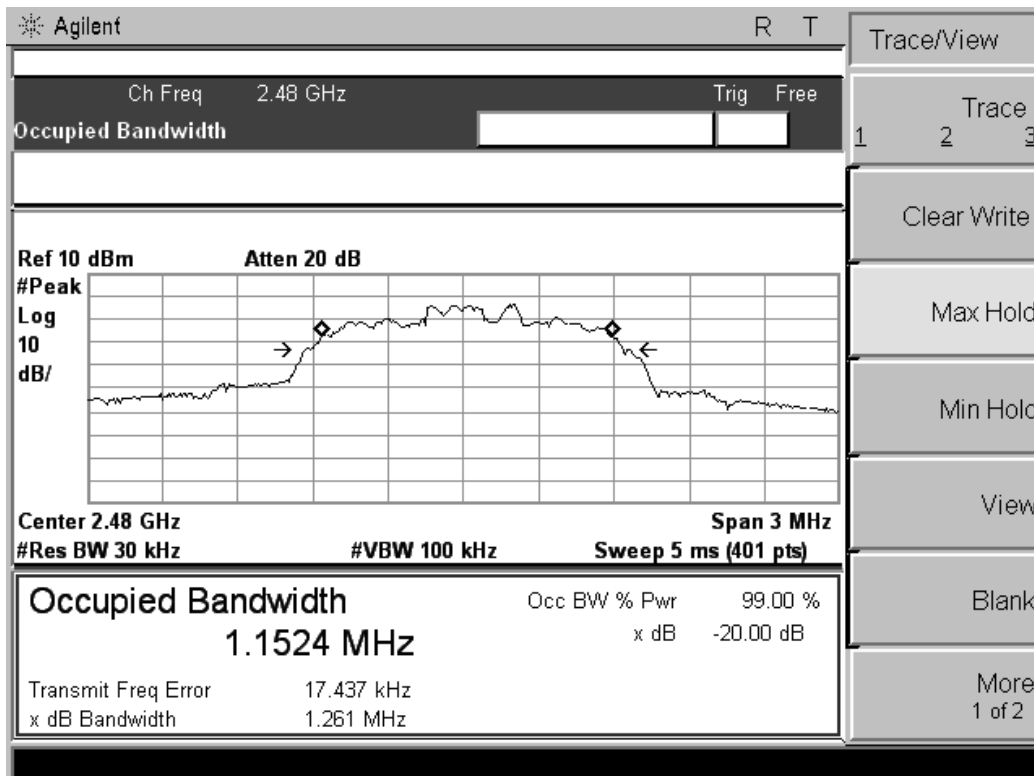 Agilent R T
Trace/View
Ch Freq 2.48 GHz Trig Free
Occupied Bandwidth
Trace
1 2 3
Clear Write
Ref 10 dBm Atten 20 dB
#Peak
Log
10
dB/
Max Hold
Min Hold
Center 2.48 GHz Span 3 MHz
#Res BW 30 kHz #VBW 100 kHz Sweep 5 ms (401 pts)
View
Occupied Bandwidth
1.1524 MHz
Occ BW % Pwr 99.00 %
x dB -20.00 dB
Transmit Freq Error 17.437 kHz
x dB Bandwidth 1.261 MHz
Blank
More
1 of 2